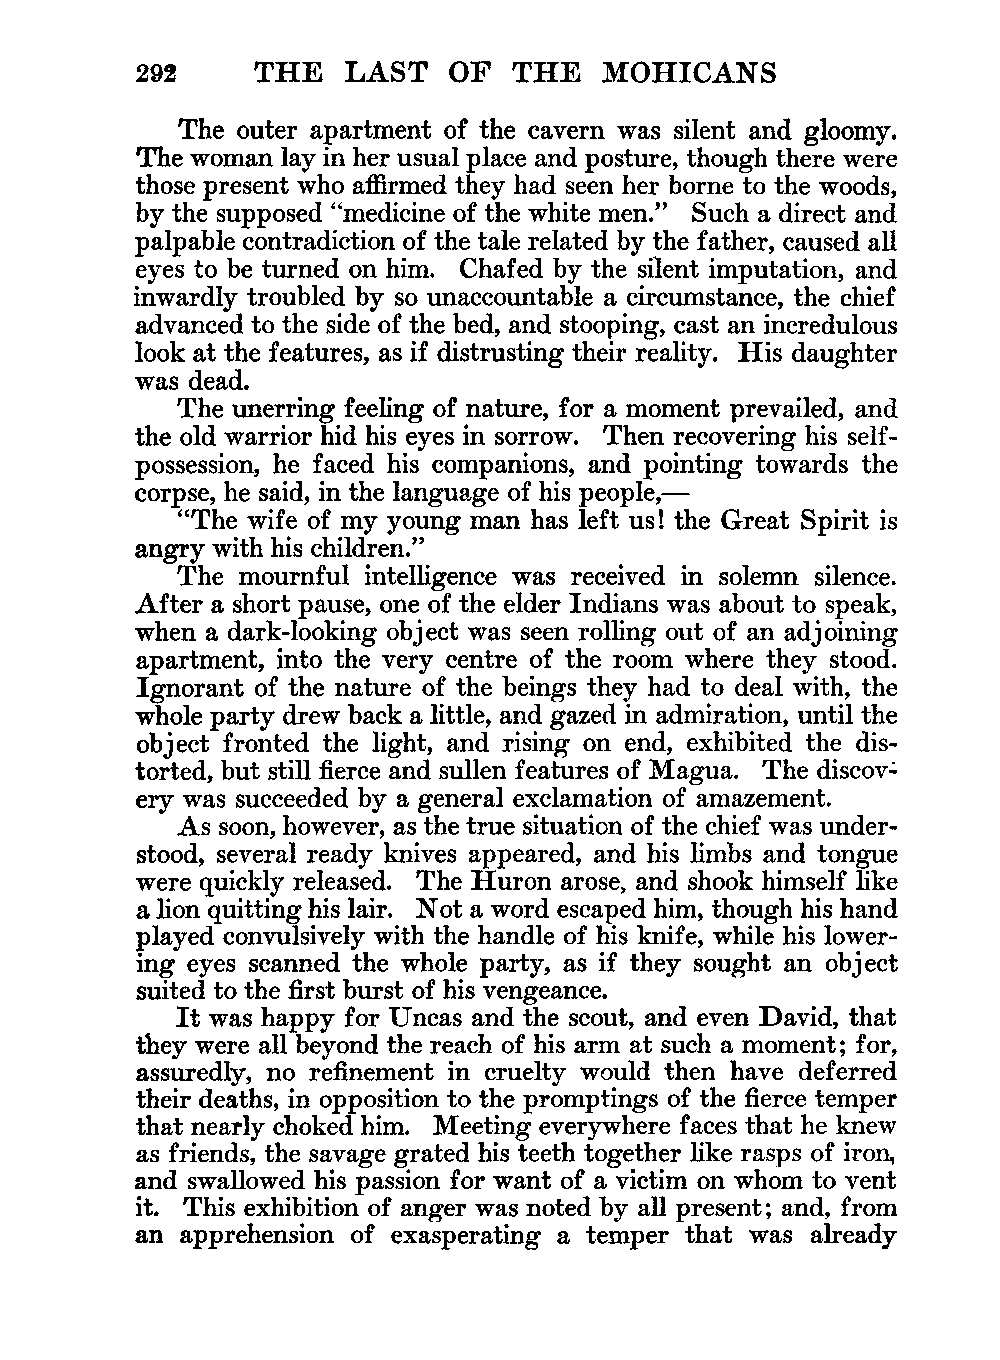 292 THE LAST OF THE MOHICANS
The outer apartment of the cavern was silent and gloomy.
The woman lay in her usual place and posture, though there were
those present who affirmed they had seen her borne to the woods,
by the supposed “medicine of the white men.” Such a direct and
palpable contradiction of the tale related by the father, caused all
eyes to be turned on him. Chafed by the silent imputation, and
inwardly troubled by so unaccountable a circumstance, the chief
advanced to the side of the bed, and stooping, cast an incredulous
look at the features, as if distrusting their reality. His daughter
was dead.
The unerring feeling of nature, for a moment prevailed, and
the old warrior hid his eyes in sorrow. Then recovering his self-
possession, he faced his companions, and pointing towards the
corpse, he said, in the language of his people,—
“The wife of my young man has left us! the Great Spirit is
angry with his children.”
The mournful intelligence was received in solemn silence.
After a short pause, one of the elder Indians was about to speak,
when a dark-looking object was seen rolling out of an adjoining
apartment, into the very centre of the room where they stood.
Ignorant of the nature of the beings they had to deal with, the
whole party drew back a little, and gazed in admiration, until the
object fronted the light, and rising on end, exhibited the dis-
torted, but still fierce and sullen features of Magua. The discov-
ery was succeeded by a general exclamation of amazement.
As soon, however, as the true situation of the chief was under-
stood, several ready knives appeared, and his limbs and tongue
were quickly released. The Huron arose, and shook himself like
a lion quitting his lair. Not a word escaped him, though his hand
played convulsively with the handle of his knife, while his lower-
ing eyes scanned the whole party, as if they sought an object
suited to the first burst of his vengeance.
It was happy for Uncas and the scout, and even David, that
they were all beyond the reach of his arm at such a moment; for,
assuredly, no refinement in cruelty would then have deferred
their deaths, in opposition to the promptings of the fierce temper
that nearly choked him. Meeting everywhere faces that he knew
as friends, the savage grated his teeth together like rasps of iron,
and swallowed his passion for want of a victim on whom to vent
it. This exhibition of anger was noted by all present; and, from
an apprehension of exasperating a temper that was already